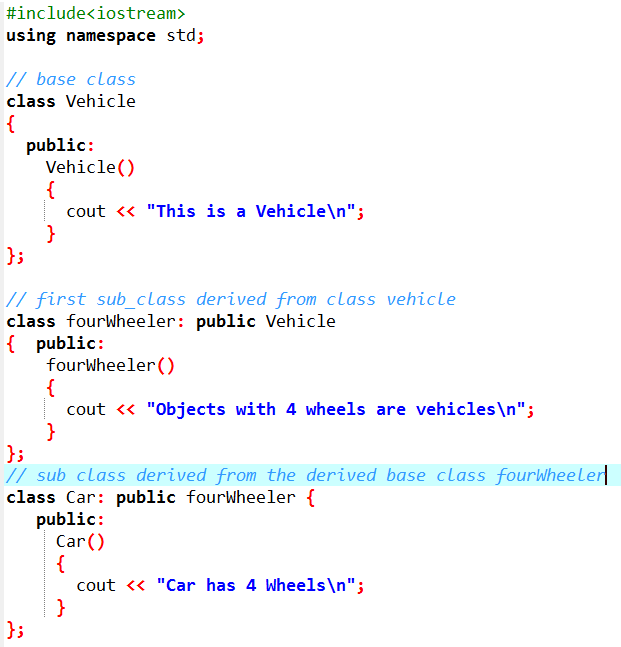 #include<iostream>
using namespace std;
// base class
class Vehicle
{
  public:
    Vehicle()
    {
      cout << "This is a Vehicle\n";
    }
};
// first sub_class derived from class vehicle
class fourWheeler: public Vehicle
{  public:
    fourWheeler()
    {
      cout << "Objects with 4 wheels are vehicles\n";
    }
};
// sub class derived from the derived base class fourWheeler
class Car: public fourWheeler {
   public:
     Car()
     {
       cout << "Car has 4 Wheels\n";
     }
};